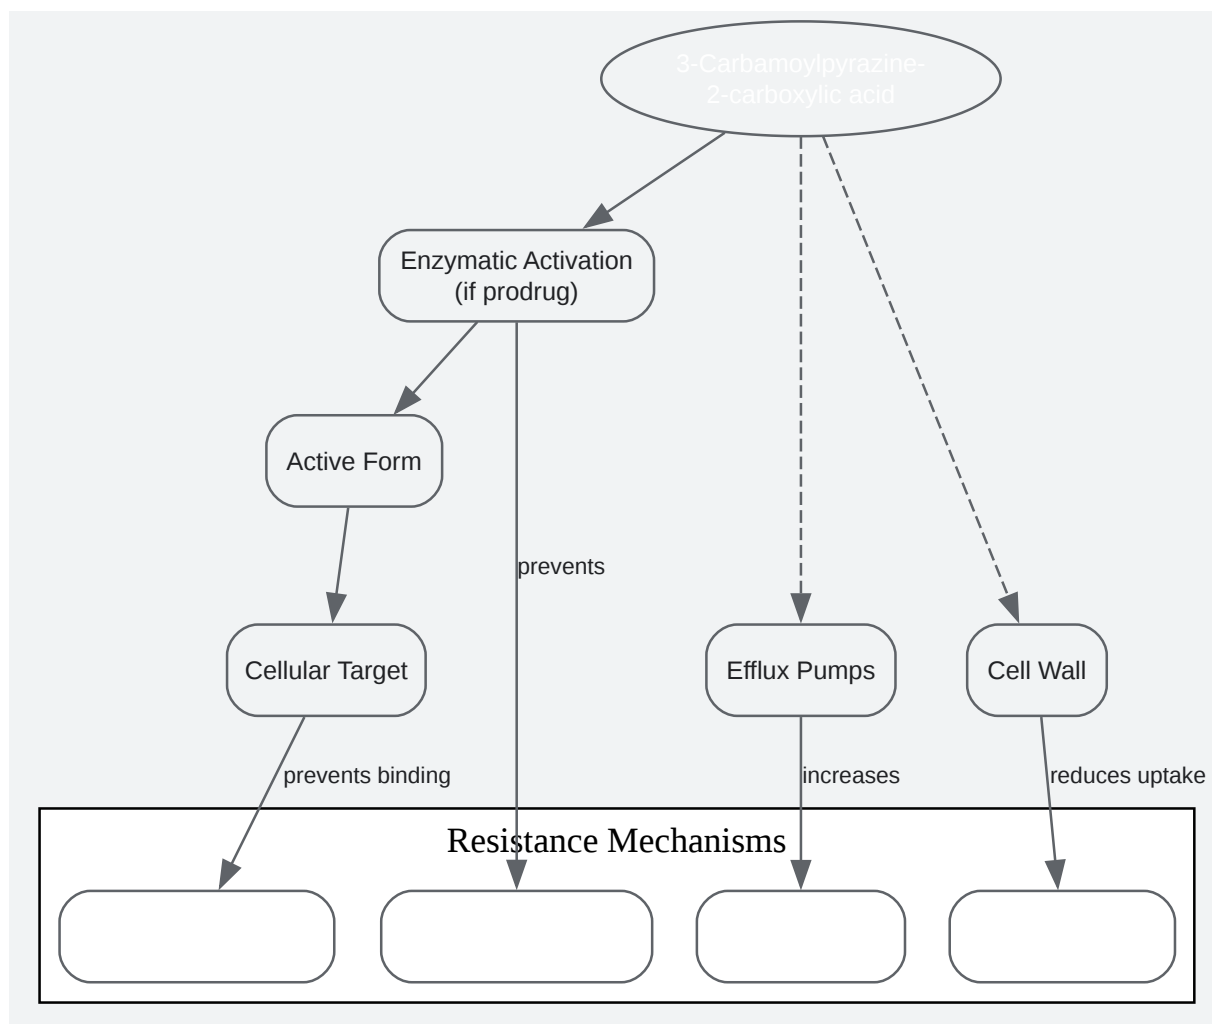 3-Carbamoylpyrazine-
2-carboxylic acid
Enzymatic Activation
(if prodrug)
Active Form
prevents
Cellular Target
Efflux Pumps
Cell Wall
prevents binding
increases
reduces uptake
Resistance Mechanisms